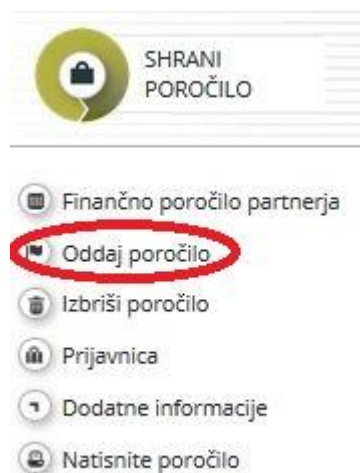 SHRANI
POROČILO
Finančno poročilo partnerja
Oddaj poročilo
Izbriši poročilo
Prijavnica
Dodatne informacije
Natisnite poročilo